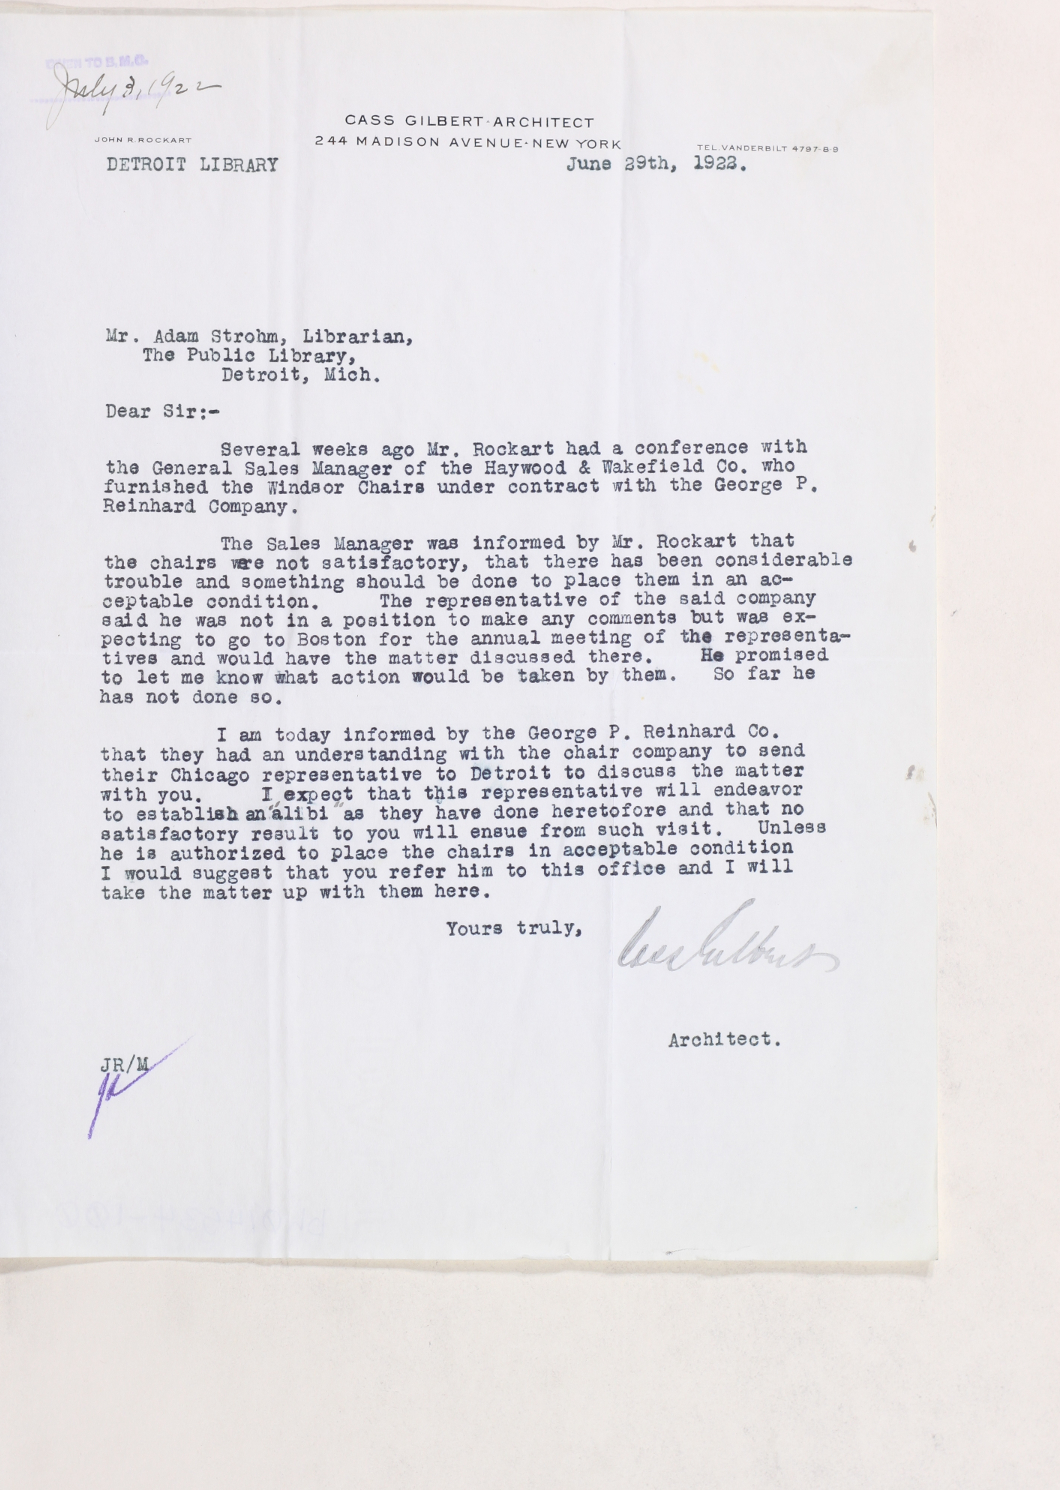 TO S.M.G.
July 3, 1922
CASS GILBERT-ARCHITECT
JOHN R. ROCKART
244 MADISON AVENUE-NEW YORK
TEL. VANDERBILT 4797-8-9
DETROIT LIBRARY
June 29th, 1922.
Mr. Adam Strohm, Librarian,
The Public Library,
Detroit, Mich.
Dear Sir:-
Several weeks ago Mr. Rockart had a conference with
the General Sales Manager of the Haywood & Wakefield Co. who
furnished the Windsor Chairs under contract with the George P.
Reinhard Company.
The Sales Manager was informed by Mr. Rockart that
the chairs were not satisfactory, that there has been considerable
trouble and something should be done to place them in an ac-
ceptable condition. The representative of the said company
said he was not in a position to make any comments but was ex-
pecting to go to Boston for the annual meeting of the representa-
tives and would have the matter discussed there. He promised
to let me know what action would be taken by them. So far he
has not done so.
I am today informed by the George P. Reinhard Co.
that they had an understanding with the chair company to send
their Chicago representative to Detroit to discuss the matter
with you. I expect that this representative will endeavor
to establish an "alibi" as they have done heretofore and that no
satisfactory result to you will ensue from such visit. Unless
he is authorized to place the chairs in acceptable condition
I would suggest that you refer him to this office and I will
take the matter up with them here.
Yours truly,
Cass Gilbert
Architect.
JR/M
JR